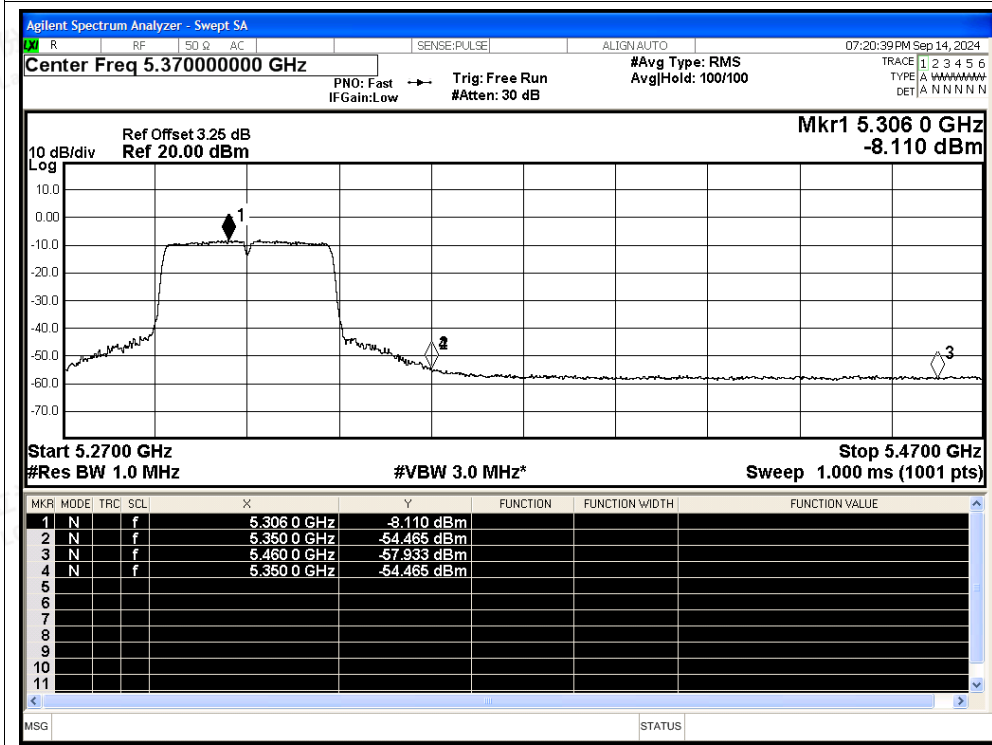 Agilent Spectrum Analyzer - Swept SA
LXI R RF 50 Ω AC SENSE:PULSE ALIGN AUTO 07:20:39 PM Sep 14, 2024
Center Freq 5.370000000 GHz
PNO: Fast
IFGain:Low
Trig: Free Run
#Atten: 30 dB
#Avg Type: RMS
Avg|Hold: 100/100
TRACE 1 2 3 4 5 6
TYPE A WWWWW
DET A N N N N N
Ref Offset 3.25 dB
10 dB/div Ref 20.00 dBm
Log
Mkr1 5.306 0 GHz
-8.110 dBm
10.0
0.00
-10.0
-20.0
-30.0
-40.0
-50.0
-60.0
-70.0
1
2
3
Start 5.2700 GHz Stop 5.4700 GHz
#Res BW 1.0 MHz #VBW 3.0 MHz* Sweep 1.000 ms (1001 pts)
MKR MODE TRC SCL X Y FUNCTION FUNCTION WIDTH FUNCTION VALUE
1 N f 5.306 0 GHz -8.110 dBm
2 N f 5.350 0 GHz -54.465 dBm
3 N f 5.460 0 GHz -57.933 dBm
4 N f 5.350 0 GHz -54.465 dBm
5
6
7
8
9
10
11
MSG STATUS